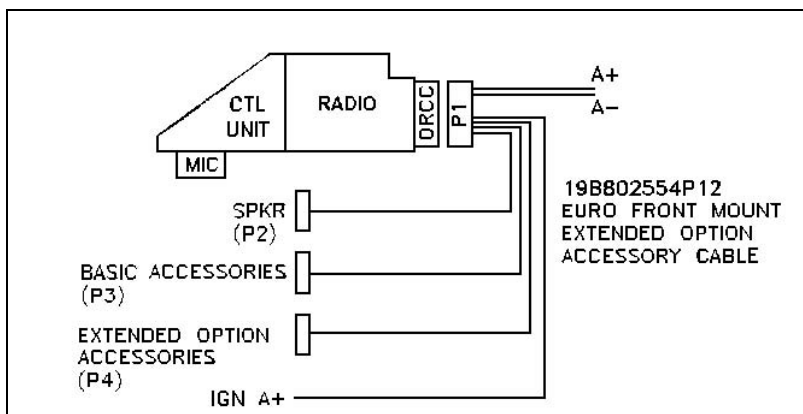 CTL
UNIT
RADIO
ORCC
P1
A+
A-
MIC
SPKR
(P2)
BASIC ACCESSORIES
(P3)
EXTENDED OPTION
ACCESSORIES
(P4)
IGN A+
19B802554P12
EURO FRONT MOUNT
EXTENDED OPTION
ACCESSORY CABLE